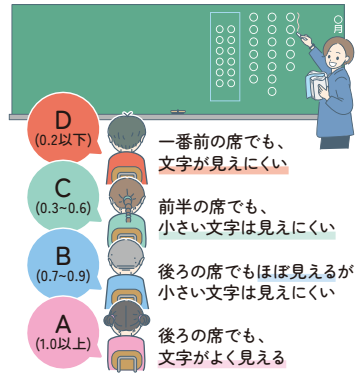 ○月
D
(0.2以下)
一番前の席でも、
文字が見えにくい
C
(0.3~0.6)
前半の席でも、
小さい文字は見えにくい
B
(0.7~0.9)
後ろの席でもほぼ見えるが
小さい文字は見えにくい
A
(1.0以上)
後ろの席でも、
文字がよく見える